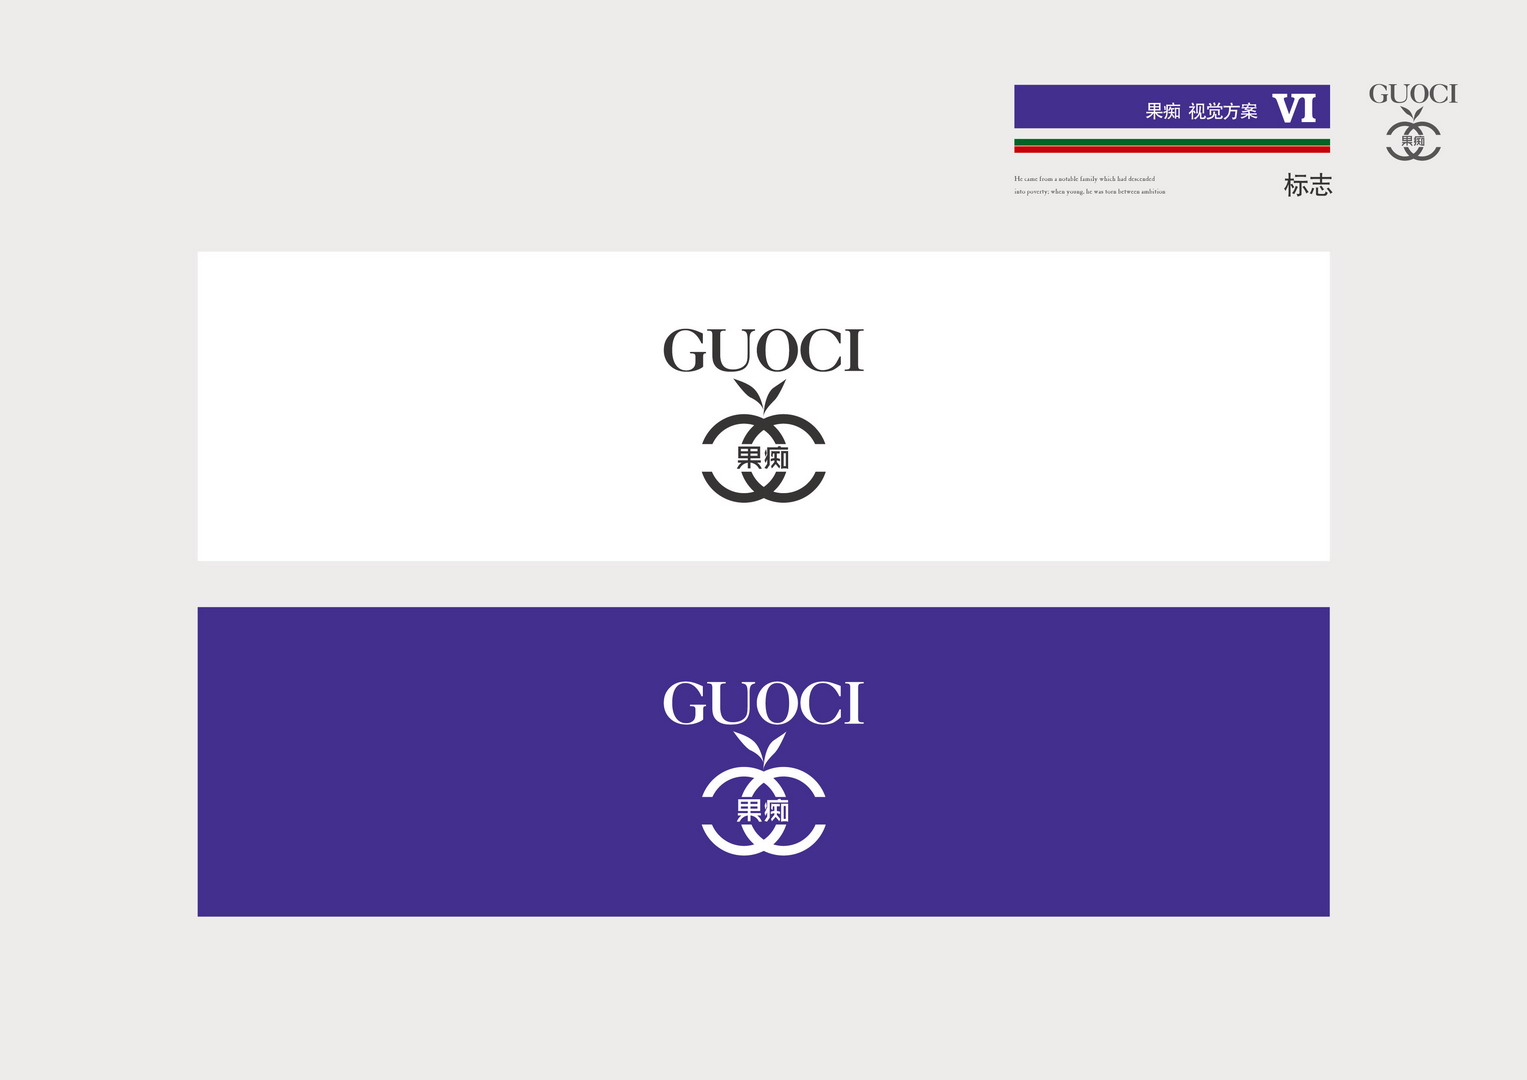 果痴 视觉方案 VI
GUOCI
果痴
He came from a notable family which had descended
into poverty; when young, he was torn between ambition
标志
GUOCI
果痴
GUOCI
果痴